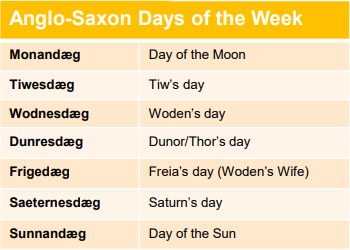 Anglo-Saxon Days of the Week
Monandæg Day of the Moon
Tiwesdæg Tiw's day
Wodnesdæg Woden's day
Dunresdæg Dunor/Thor's day
Frigedæg Freia's day (Woden's Wife)
Saeternesdæg Saturn's day
Sunnandæg Day of the Sun